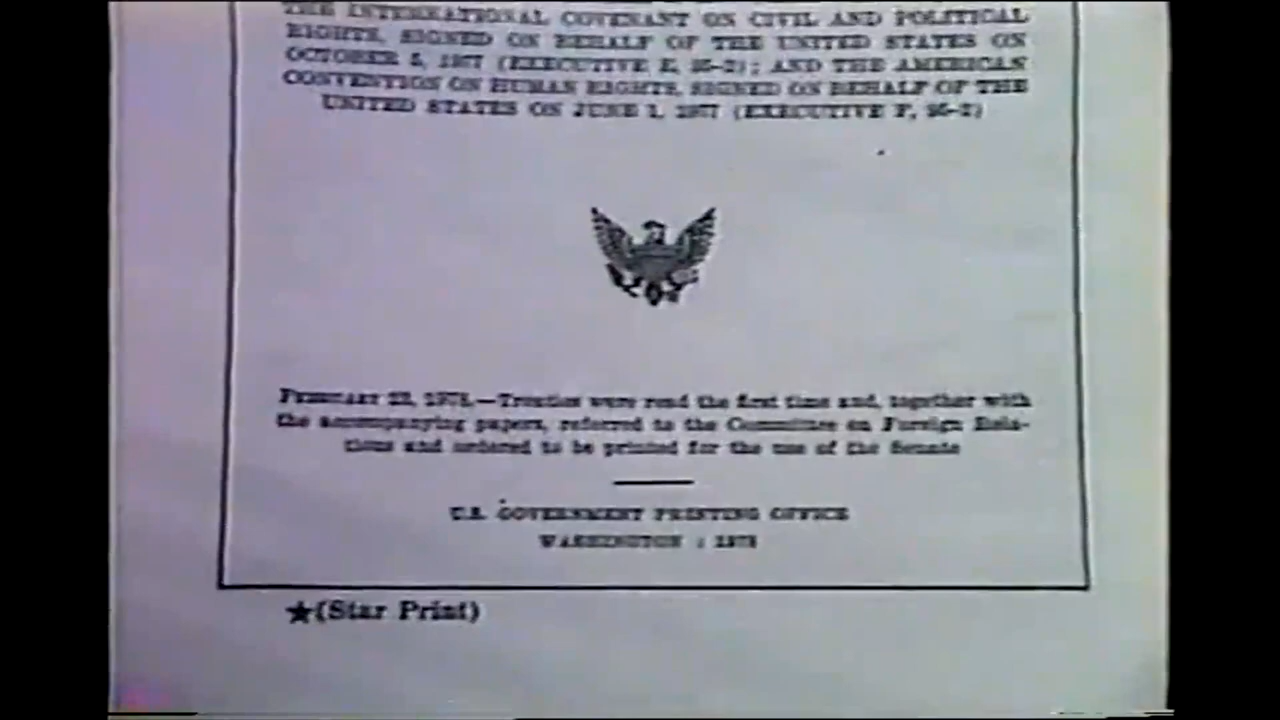 THE INTERNATIONAL COVENANT ON CIVIL AND POLITICAL
RIGHTS, SIGNED ON BEHALF OF THE UNITED STATES ON
OCTOBER 5, 1977 (EXECUTIVE E, 95-2); AND THE AMERICAN
CONVENTION ON HUMAN RIGHTS, SIGNED ON BEHALF OF THE
UNITED STATES ON JUNE 1, 1977 (EXECUTIVE F, 95-2)
FEBRUARY 23, 1978.—Treaties were read the first time and, together with
the accompanying papers, referred to the Committee on Foreign Rela-
tions and ordered to be printed for the use of the Senate
U.S. GOVERNMENT PRINTING OFFICE
WASHINGTON : 1978
★(Star Print)